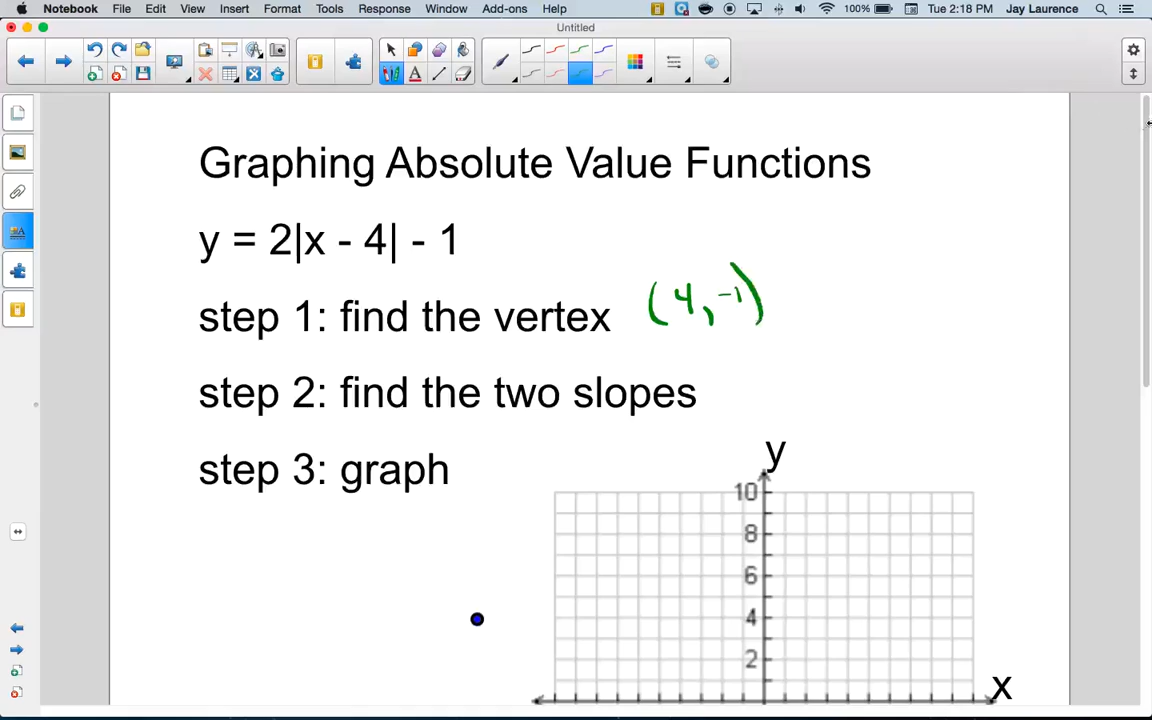 Notebook File Edit View Insert Format Tools Response Window Add-ons Help 100% Tue 2:18 PM Jay Laurence
Untitled
Graphing Absolute Value Functions
y = 2|x - 4| - 1
step 1: find the vertex (4, -1)
step 2: find the two slopes
step 3: graph
y
10
8
6
4
2
x